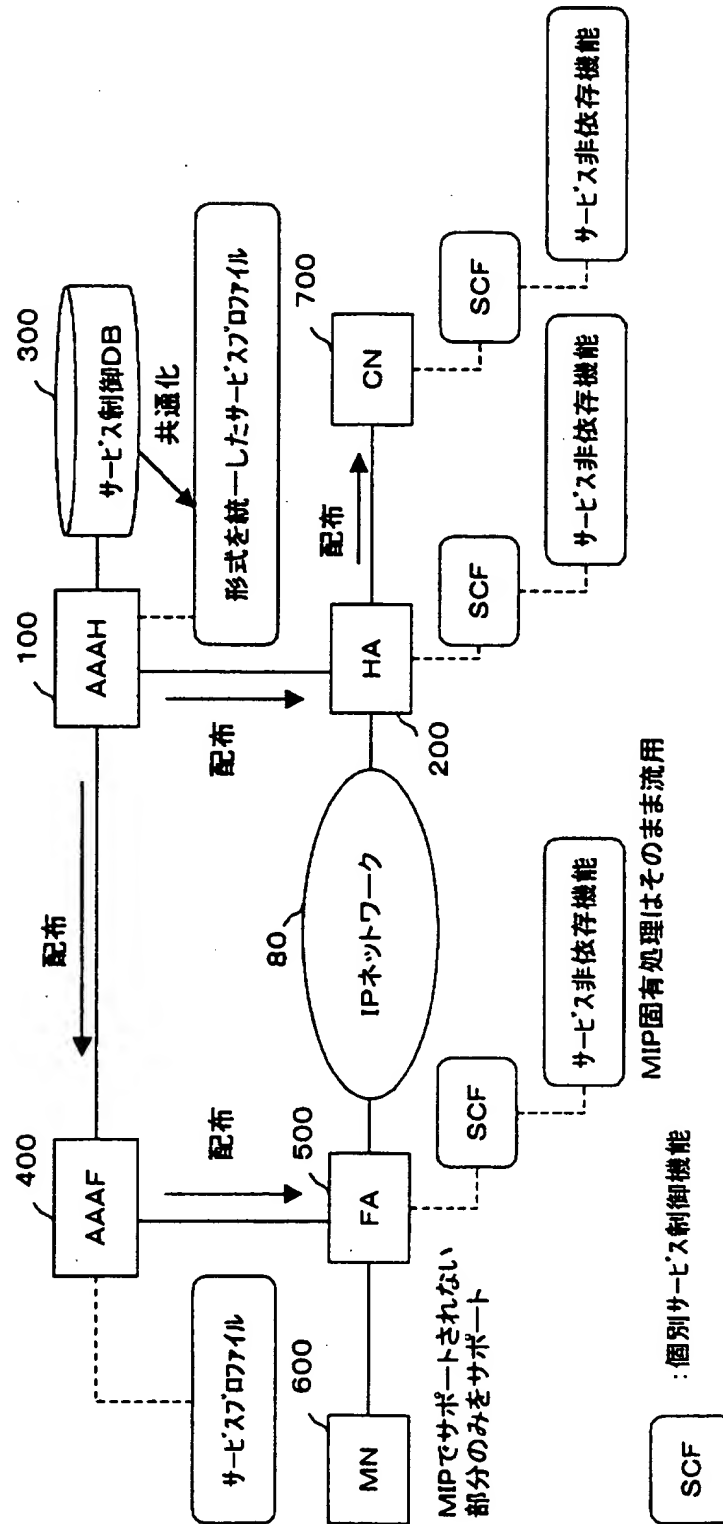 300
サービス制御DB
共通化
形式を統一したサービスプロファイル
100
AAAH
配布
配布
400
AAAF
サービスプロファイル
配布
600
MN
500
FA
80
IPネットワーク
HA
200
配布
700
CN
MIPでサポートされない
部分のみをサポート
SCF
サービス非依存機能
SCF
サービス非依存機能
SCF
サービス非依存機能
MIP固有処理はそのまま流用
SCF
:個別サービス制御機能